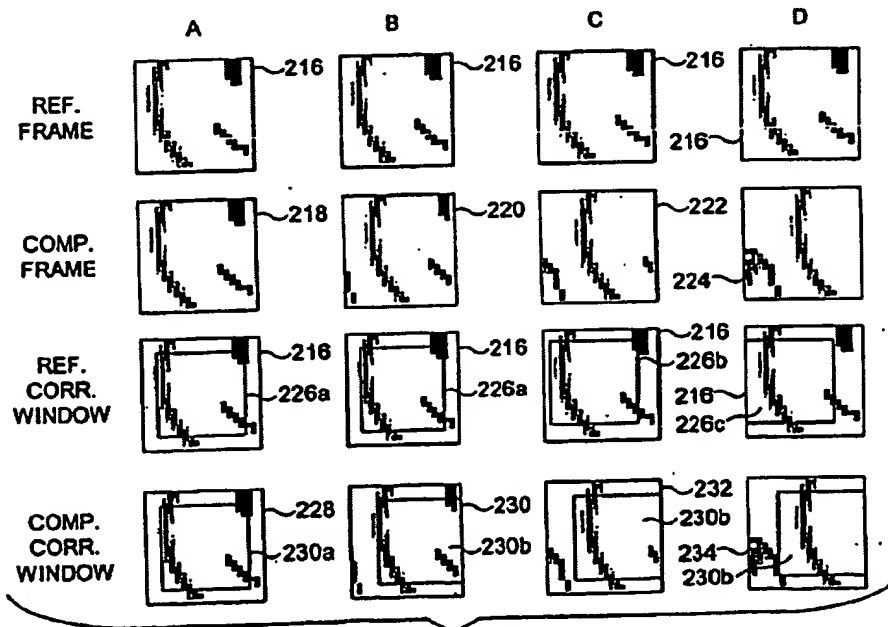 A B C D
REF. FRAME 216 216 216 216
COMP. FRAME 218 220 222 224
REF. CORR. WINDOW 216 226a 216 226a 216 226b 216 226c
COMP. CORR. WINDOW 228 230a 230 230b 232 230b 234 230b